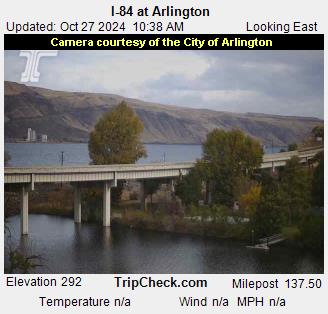 I-84 at Arlington
Updated: Oct 27 2024 10:38 AM Looking East
Camera courtesy of the City of Arlington
Elevation 292 TripCheck.com Milepost 137.50
Temperature n/a Wind n/a MPH n/a